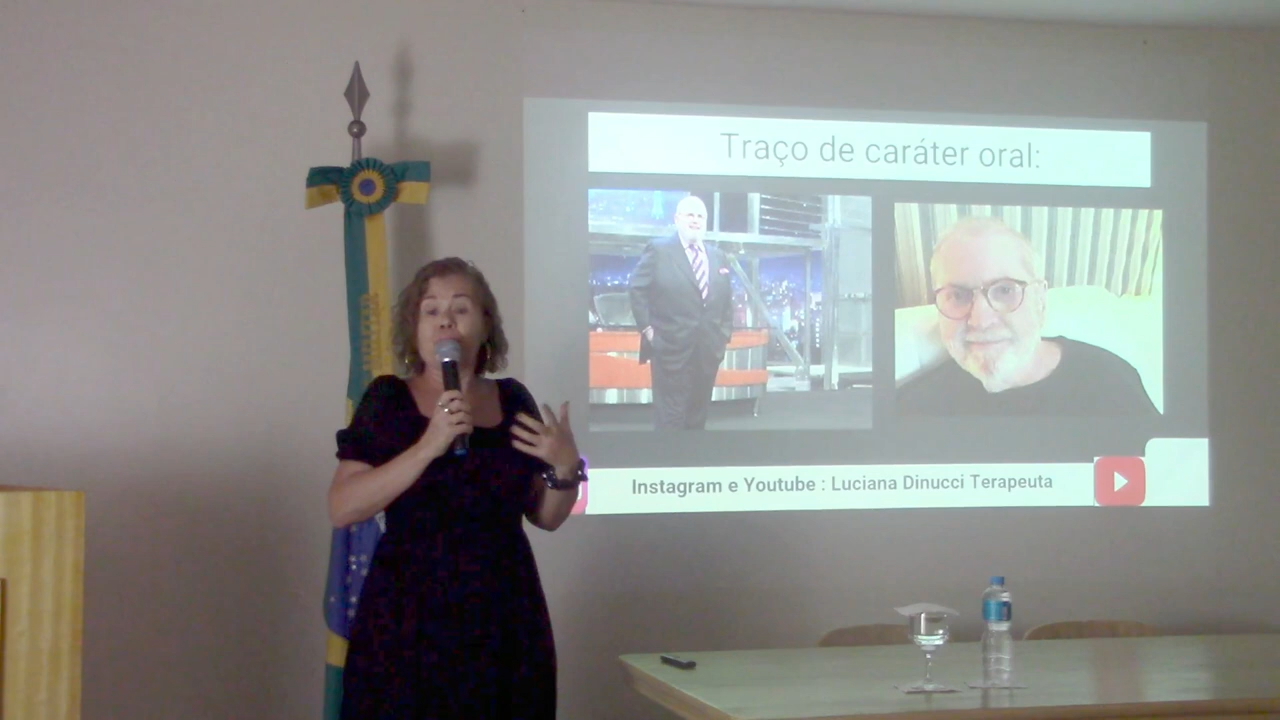 Traço de caráter oral:
Instagram e Youtube : Luciana Dinucci Terapeuta